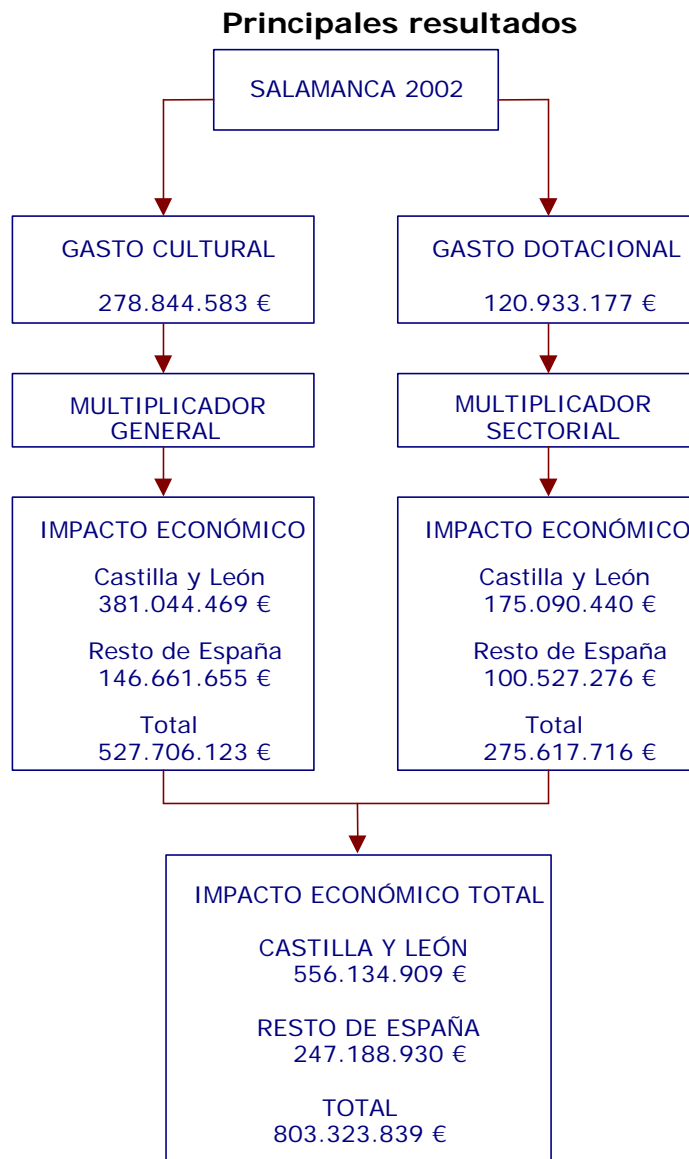 Principales resultados
SALAMANCA 2002
GASTO CULTURAL
278.844.583 €
GASTO DOTACIONAL
120.933.177 €
MULTIPLICADOR
GENERAL
MULTIPLICADOR
SECTORIAL
IMPACTO ECONÓMICO
Castilla y León
381.044.469 €
Resto de España
146.661.655 €
Total
527.706.123 €
IMPACTO ECONÓMICO
Castilla y León
175.090.440 €
Resto de España
100.527.276 €
Total
275.617.716 €
IMPACTO ECONÓMICO TOTAL
CASTILLA Y LEÓN
556.134.909 €
RESTO DE ESPAÑA
247.188.930 €
TOTAL
803.323.839 €